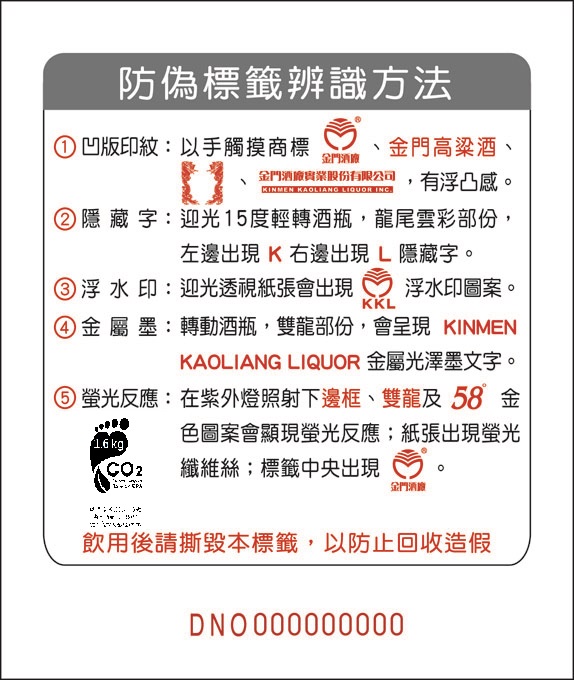 防偽標籤辨識方法
① 凹版印紋：以手觸摸商標 金門酒廠® 、金門高粱酒、
、金門酒廠實業股份有限公司 ，有浮凸感。
KINMEN KAOLIANG LIQUOR INC.
② 隱藏字：迎光15度輕轉酒瓶，龍尾雲彩部份，
左邊出現 K 右邊出現 L 隱藏字。
③ 浮水印：迎光透視紙張會出現 KKL 浮水印圖案。
④ 金屬墨：轉動酒瓶，雙龍部份，會呈現 KINMEN
KAOLIANG LIQUOR 金屬光澤墨文字。
⑤ 螢光反應：在紫外燈照射下邊框、雙龍及 58° 金
色圖案會顯現螢光反應；紙張出現螢光
纖維絲；標籤中央出現 金門酒廠® 。
1.6kg
CO2
飲用後請撕毀本標籤，以防止回收造假
DNO000000000